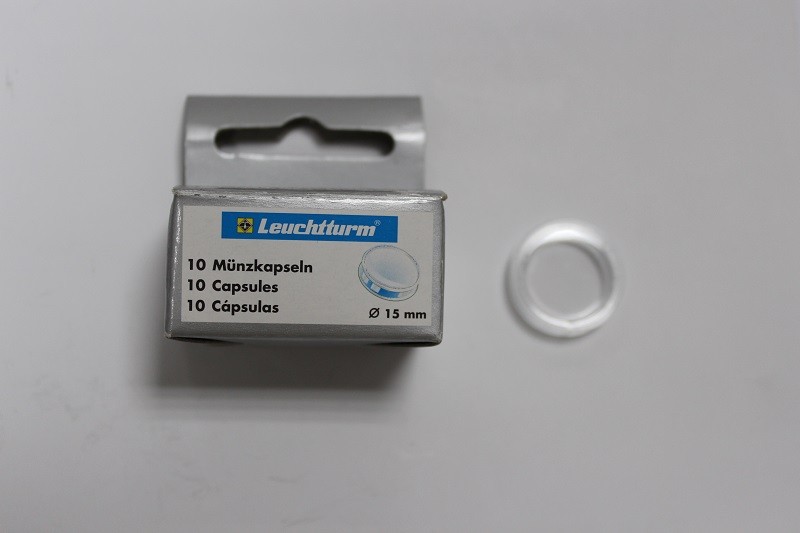 Leuchtturm®
10 Münzkapseln
10 Capsules
10 Cápsulas
Ø 15 mm